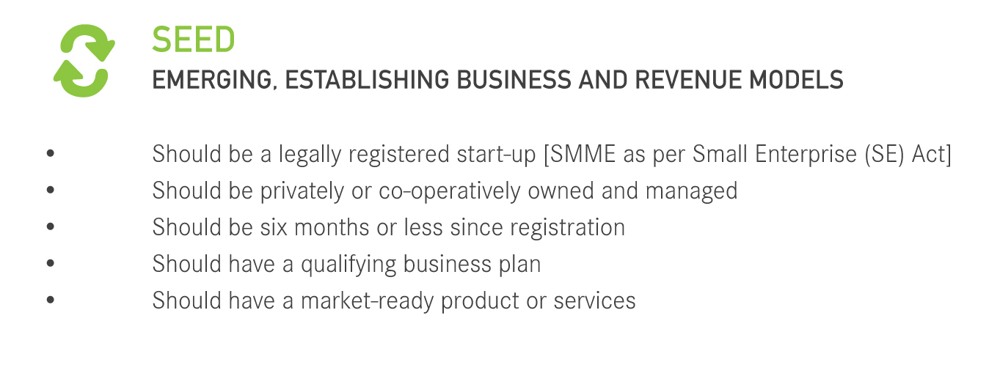 SEED
EMERGING, ESTABLISHING BUSINESS AND REVENUE MODELS
• Should be a legally registered start-up [SMME as per Small Enterprise (SE) Act]
• Should be privately or co-operatively owned and managed
• Should be six months or less since registration
• Should have a qualifying business plan
• Should have a market-ready product or services